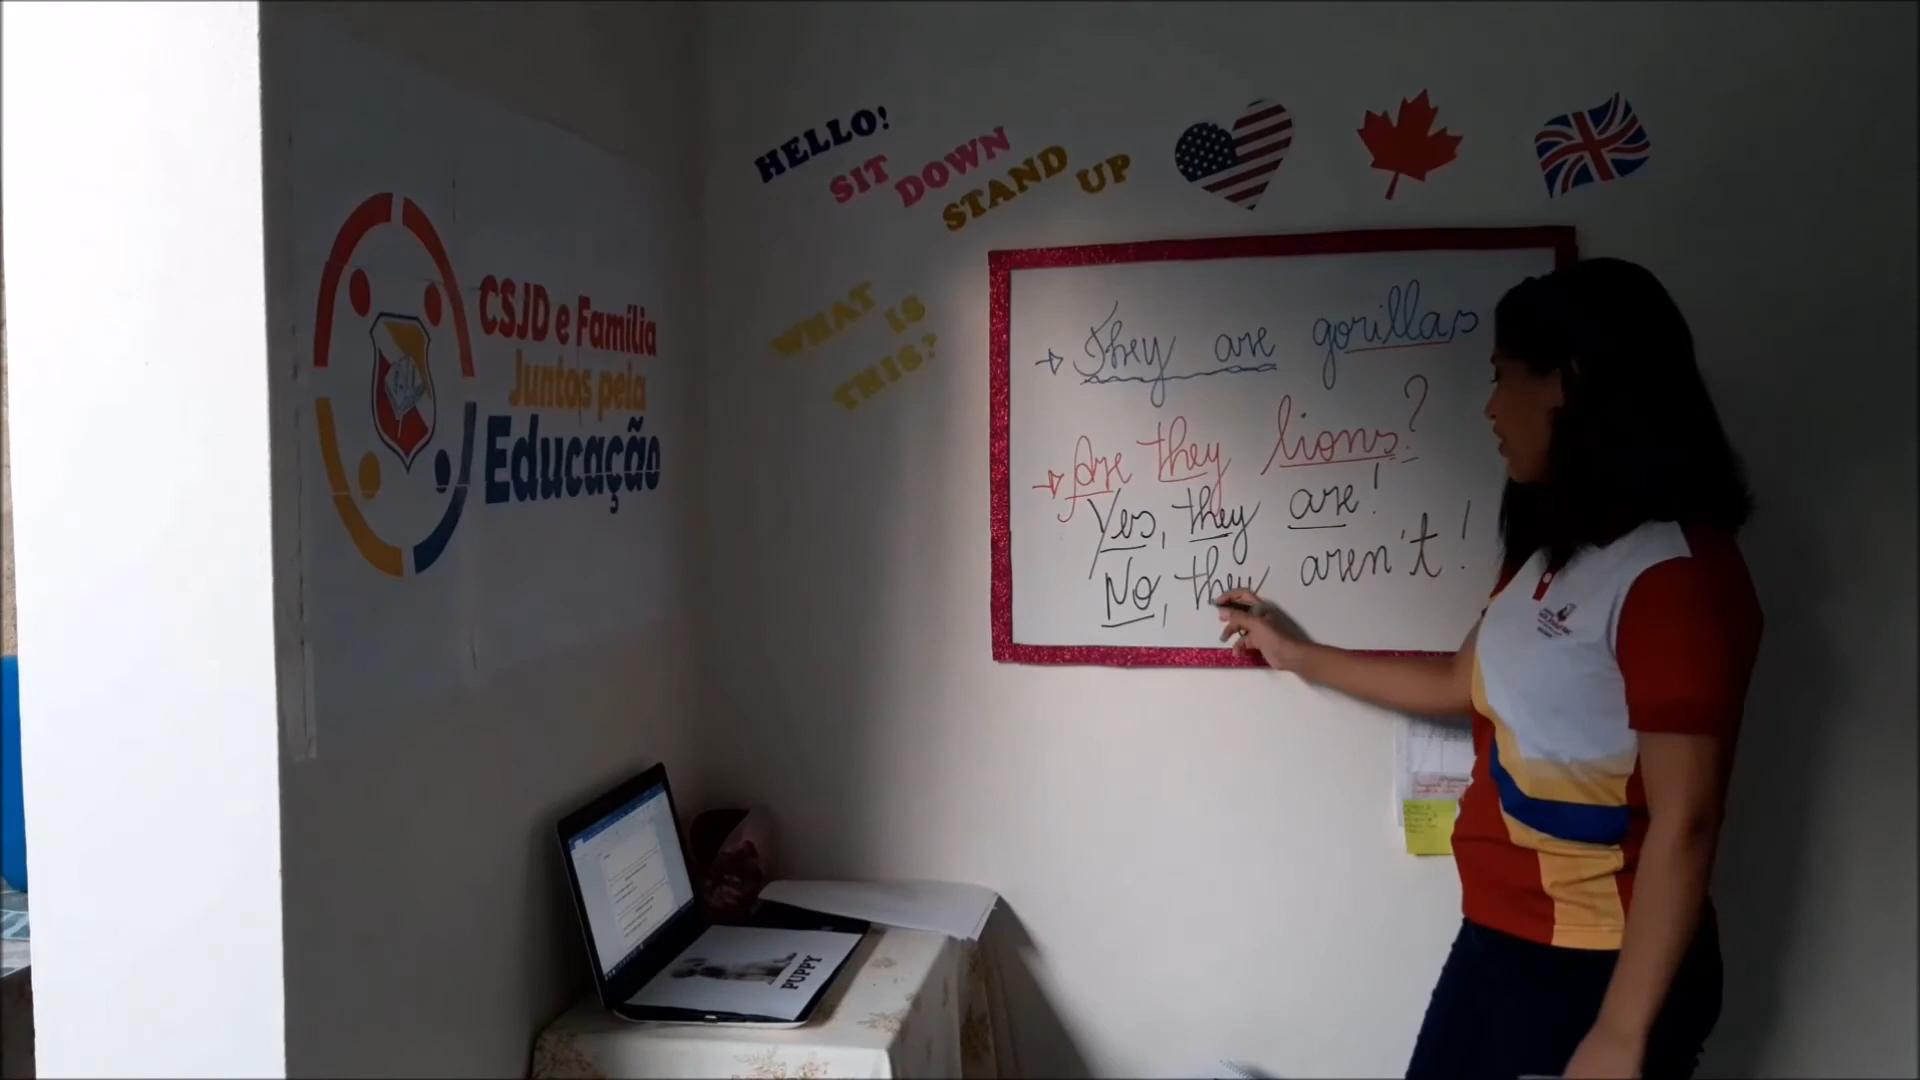 HELLO!
SIT DOWN
STAND UP
WHAT IS
THIS?
CSJD e Família
Juntos pela
Educação
They are gorillas
Are they lions?
Yes, they are!
No, they aren't!
PUPPY